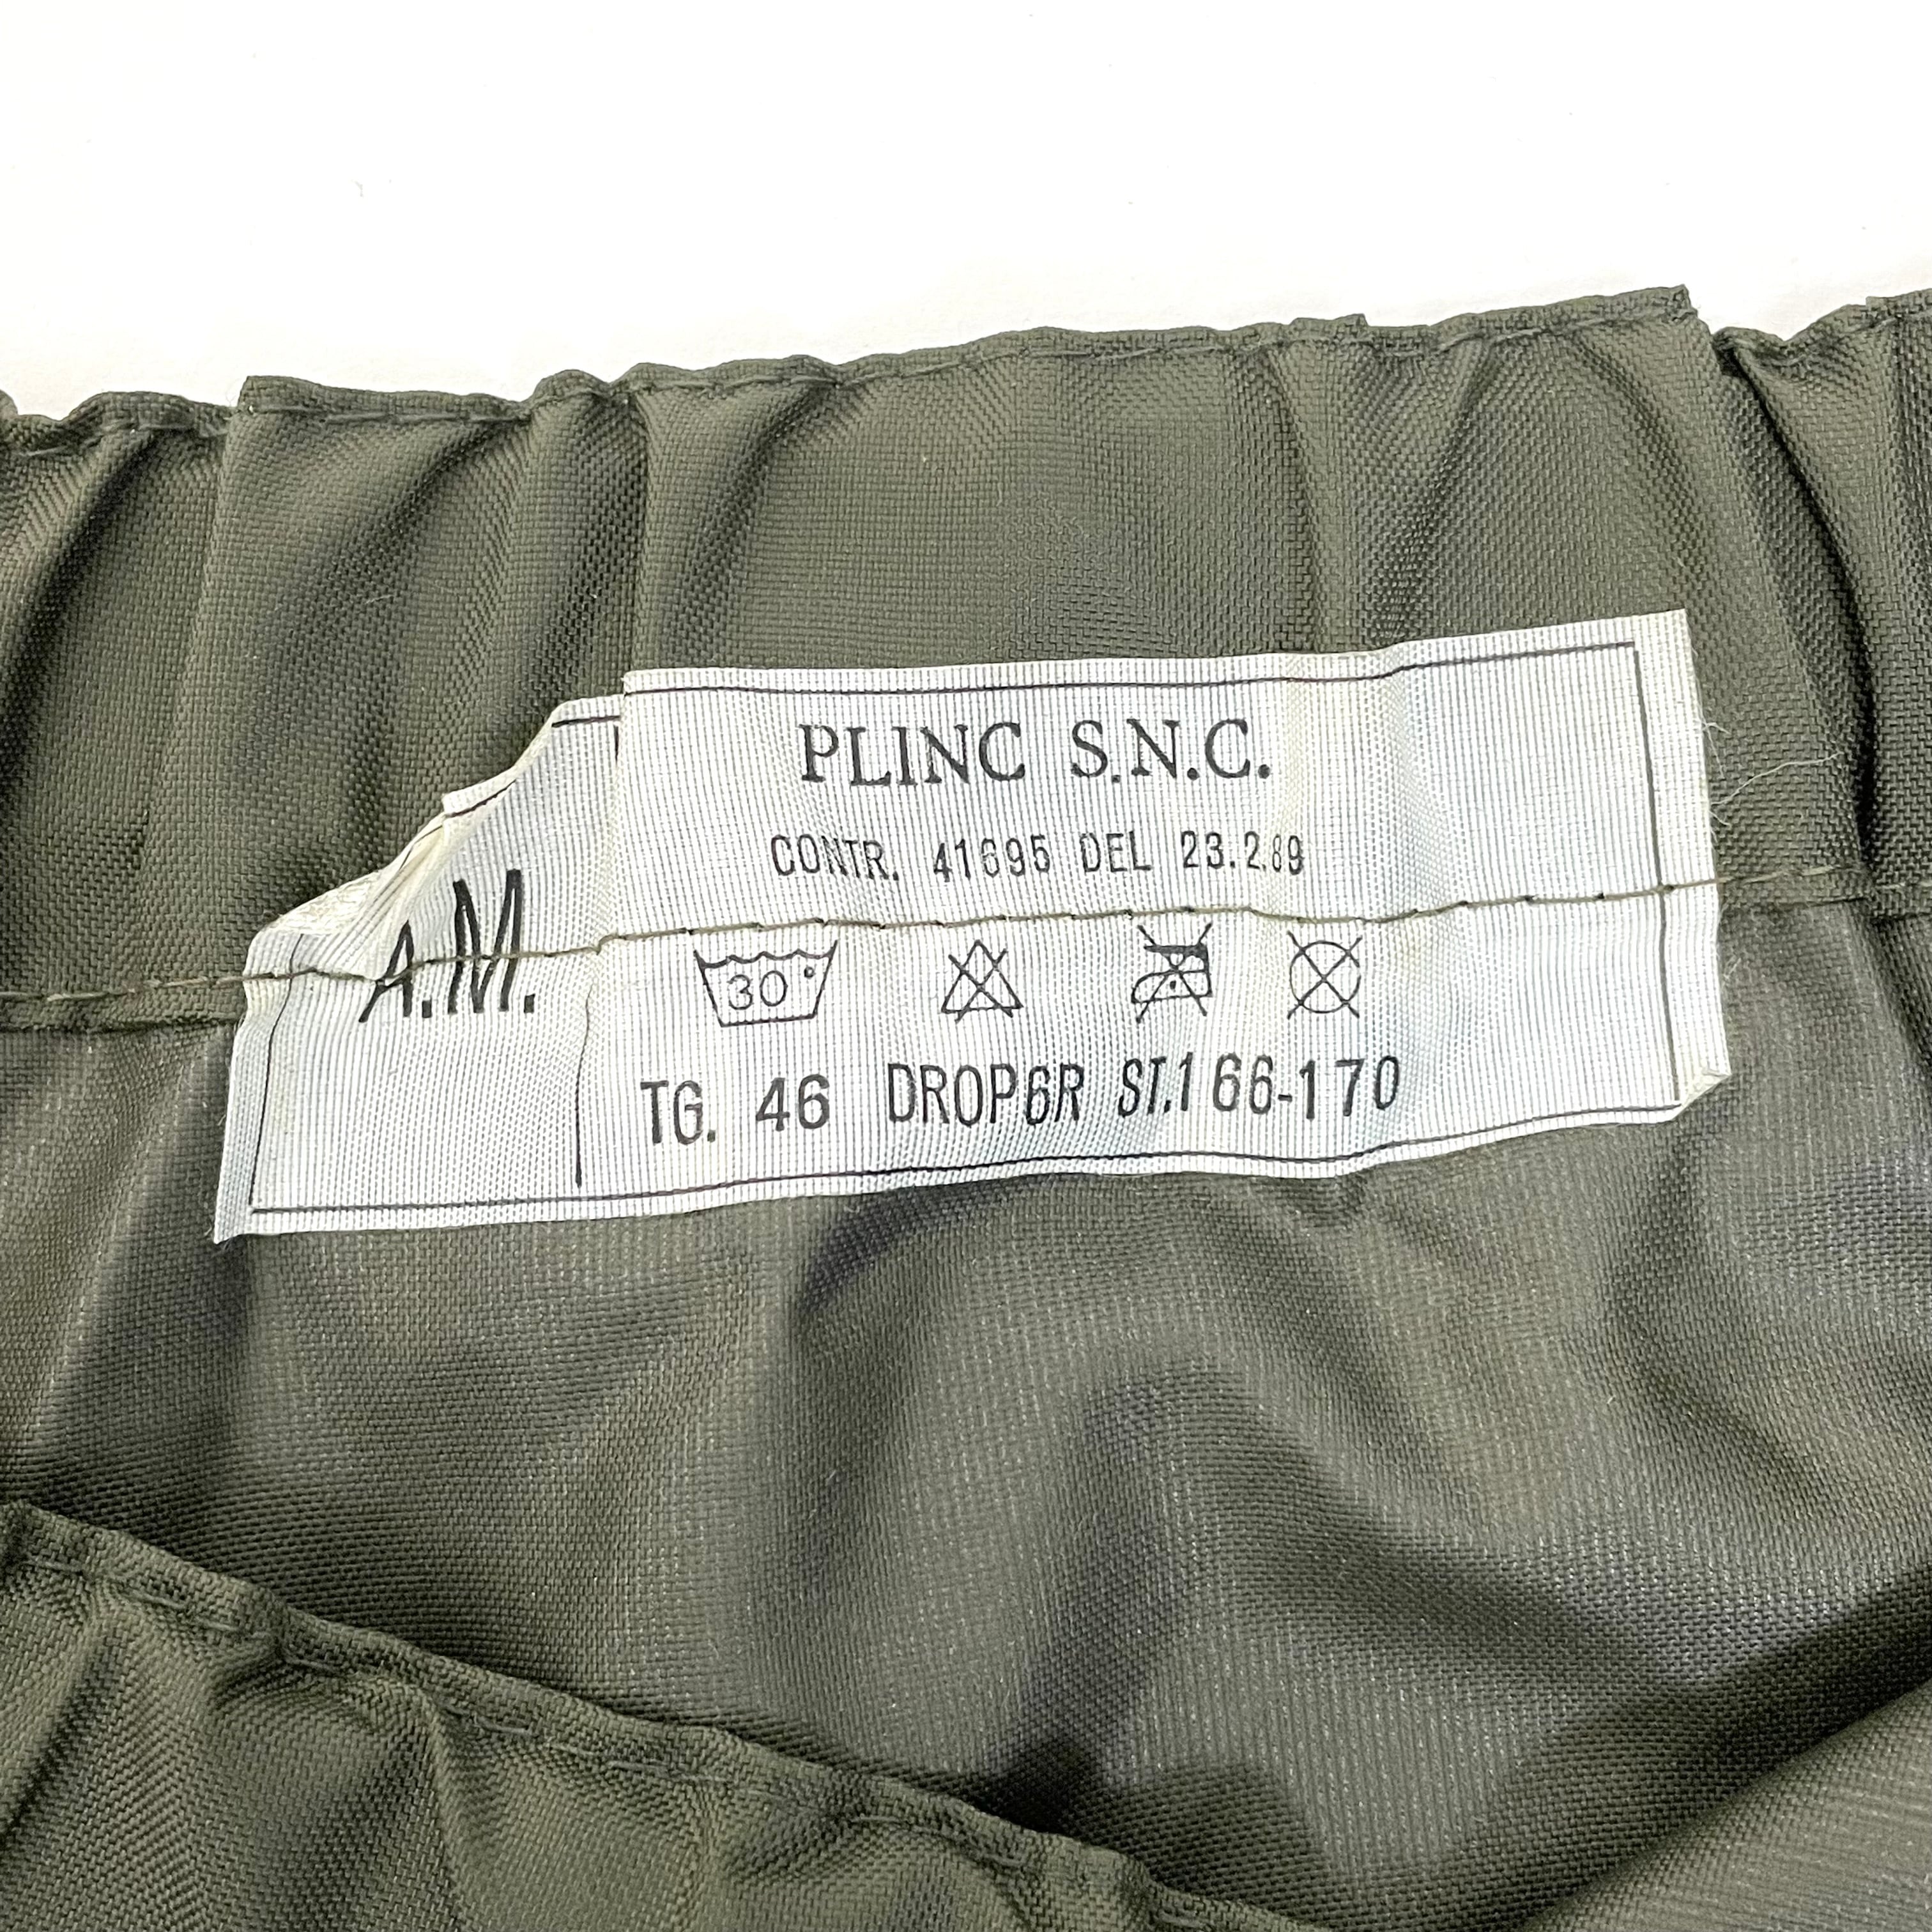 PLINC S.N.C.
CONTR. 41695 DEL 23.2.89
A.M.
30°
TG. 46 DROP6R ST.166-170